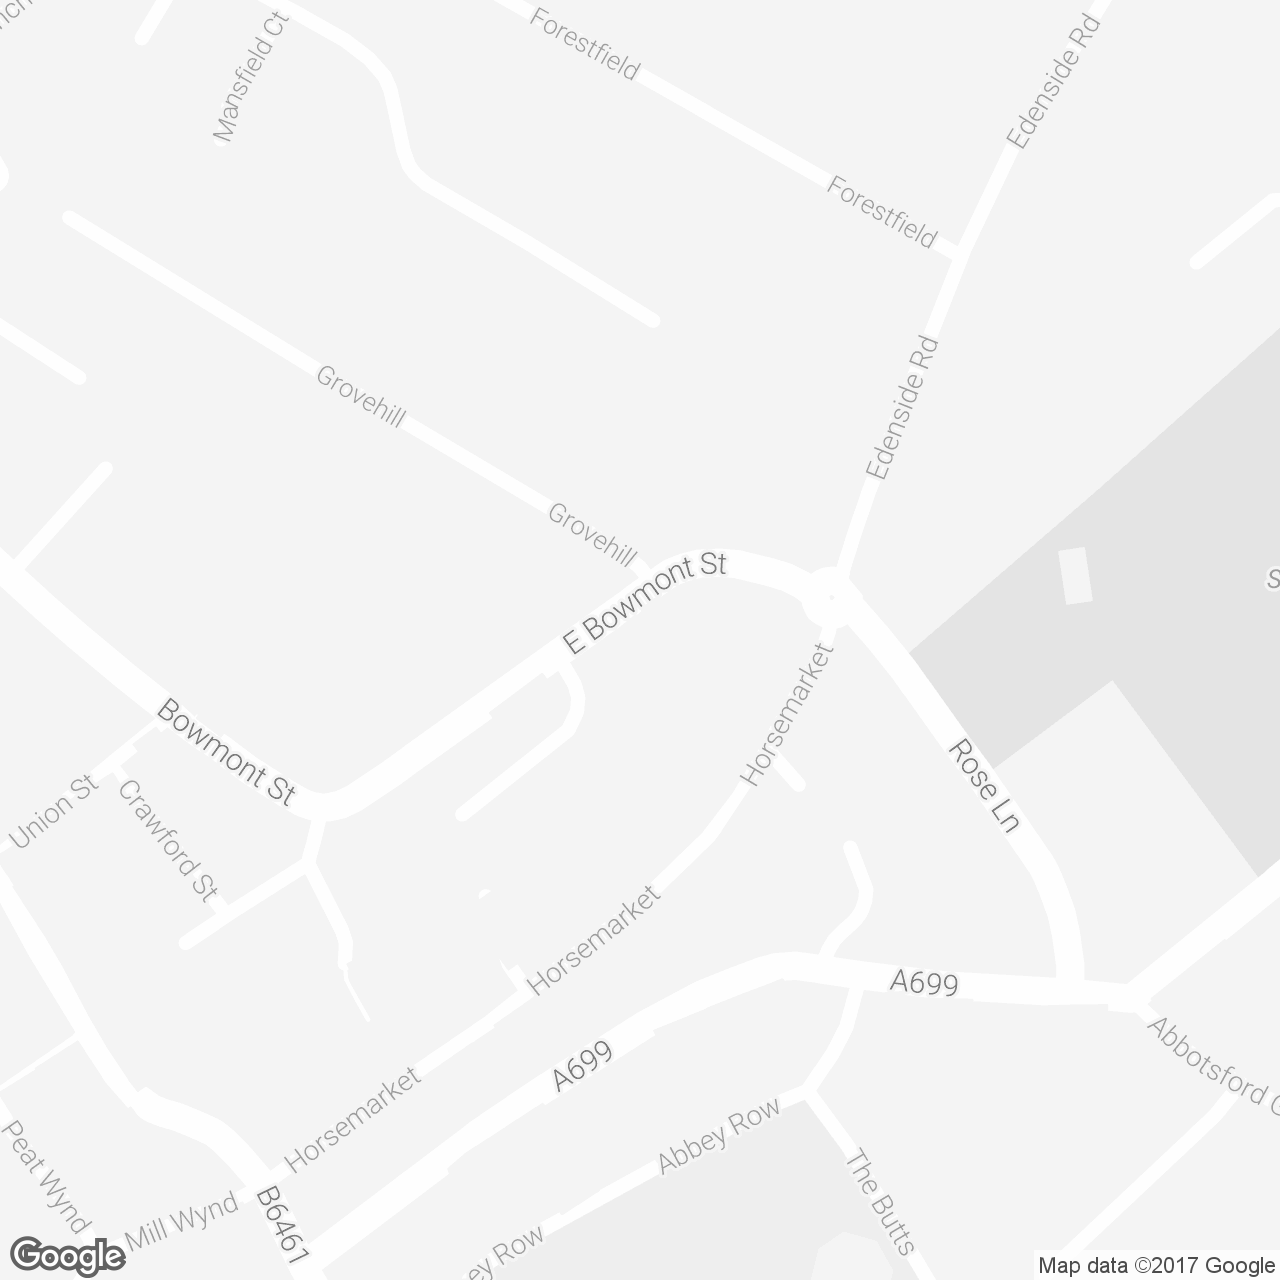 Mansfield Ct
Forestfield
Edenside Rd
Forestfield
Edenside Rd
Grovehill
Grovehill
E Bowmont St
S
Horsemarket
Bowmont St
Rose Ln
Union St
Crawford St
Horsemarket
A699
A699
Abbotsford G
Horsemarket
Abbey Row
Peat Wynd
The Butts
Mill Wynd
B6461
ey Row
Google
Map data ©2017 Google